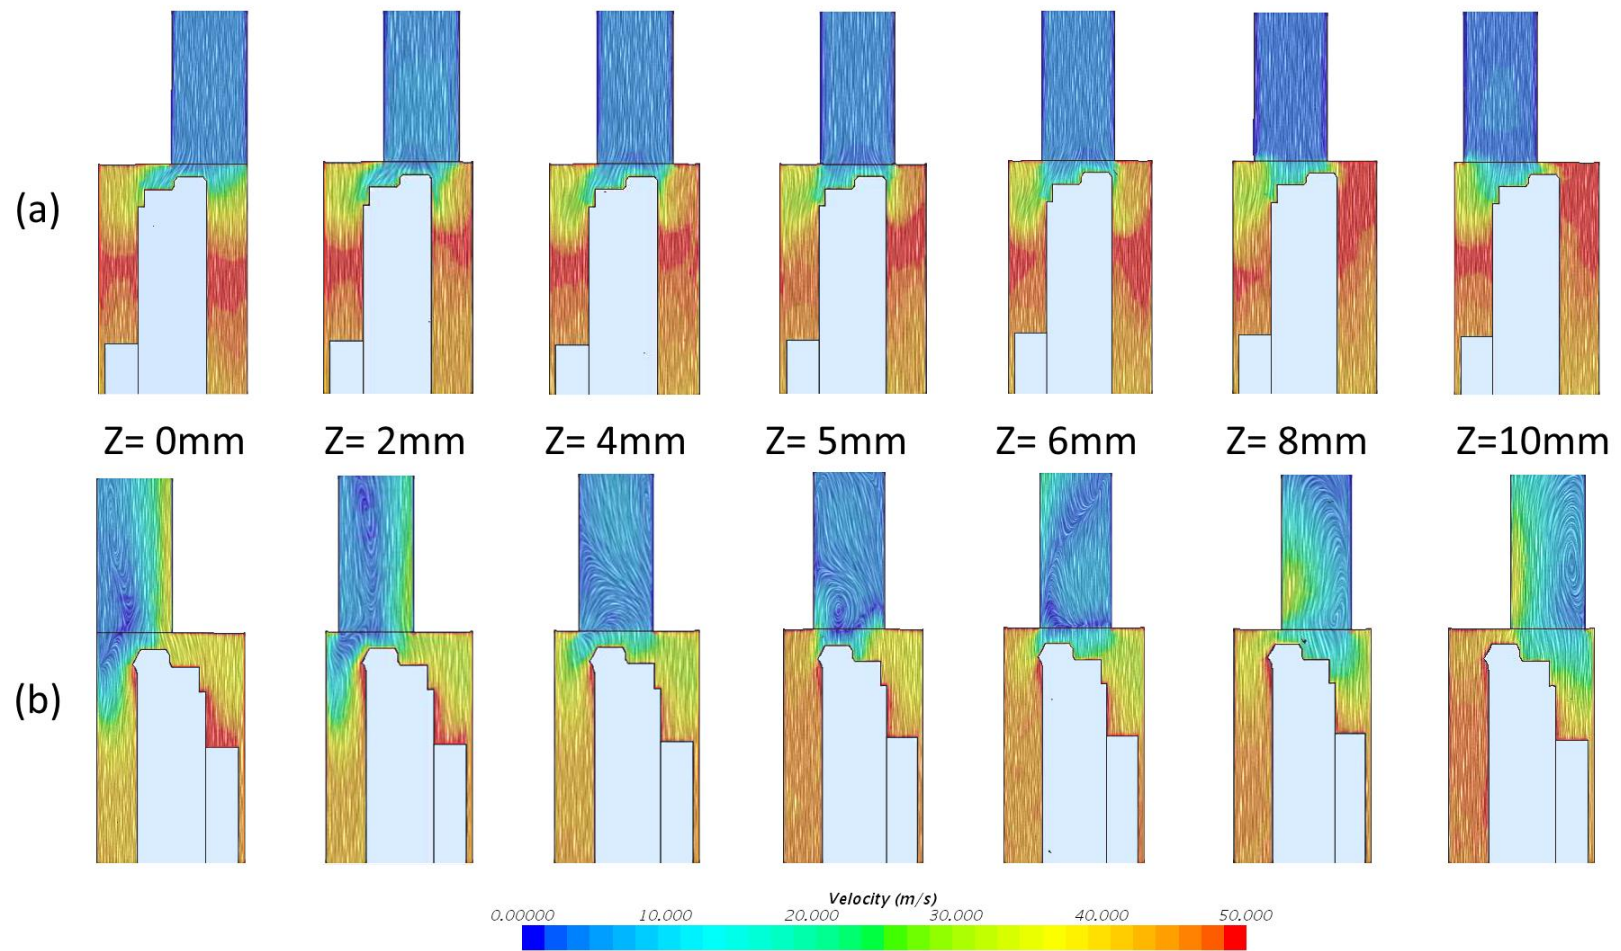 (a)
Z= 0mm Z= 2mm Z= 4mm Z= 5mm Z= 6mm Z= 8mm Z=10mm
(b)
Velocity (m/s)
0.00000 10.000 20.000 30.000 40.000 50.000